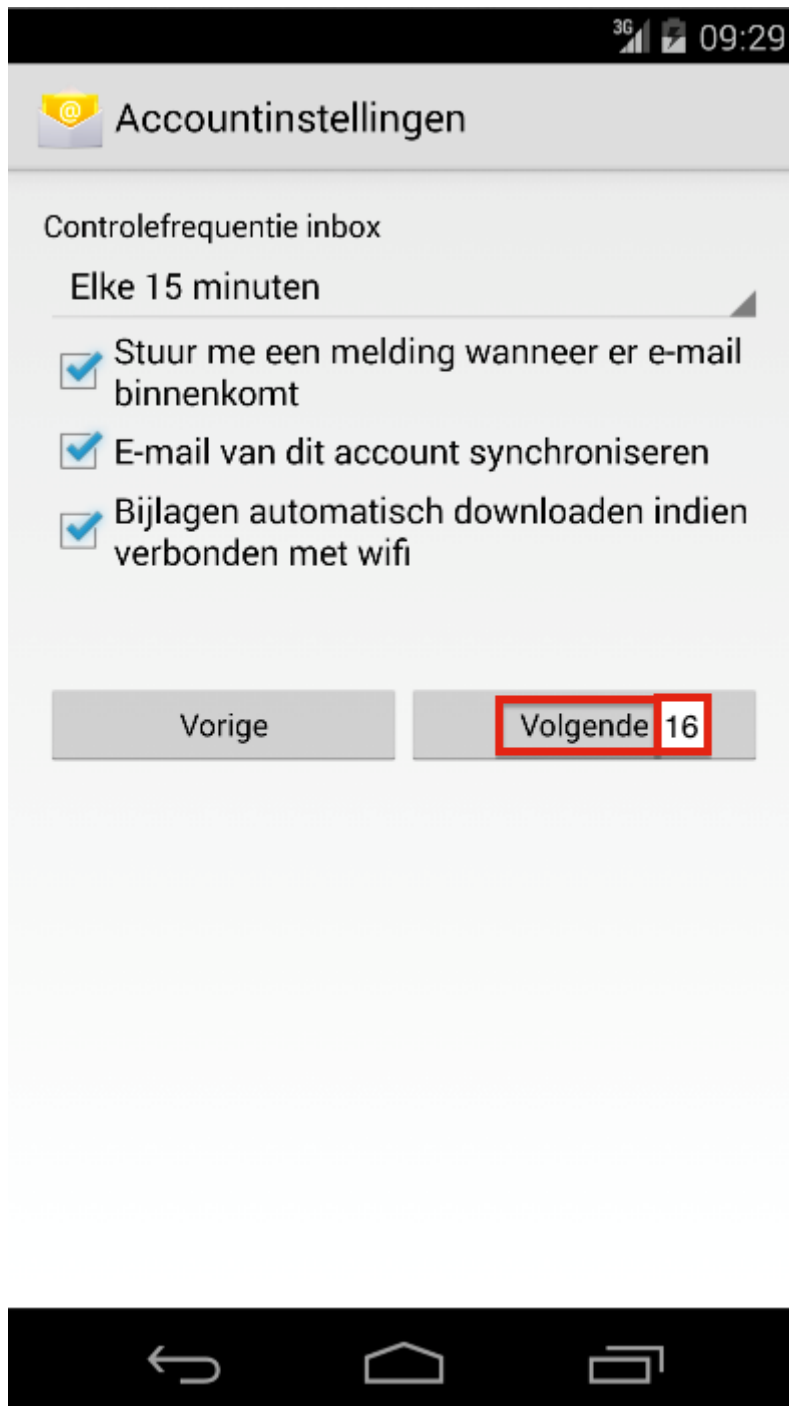 3G 09:29
@ Accountinstellingen
Controlefrequentie inbox
Elke 15 minuten
Stuur me een melding wanneer er e-mail
binnenkomt
E-mail van dit account synchroniseren
Bijlagen automatisch downloaden indien
verbonden met wifi
Vorige
Volgende 16